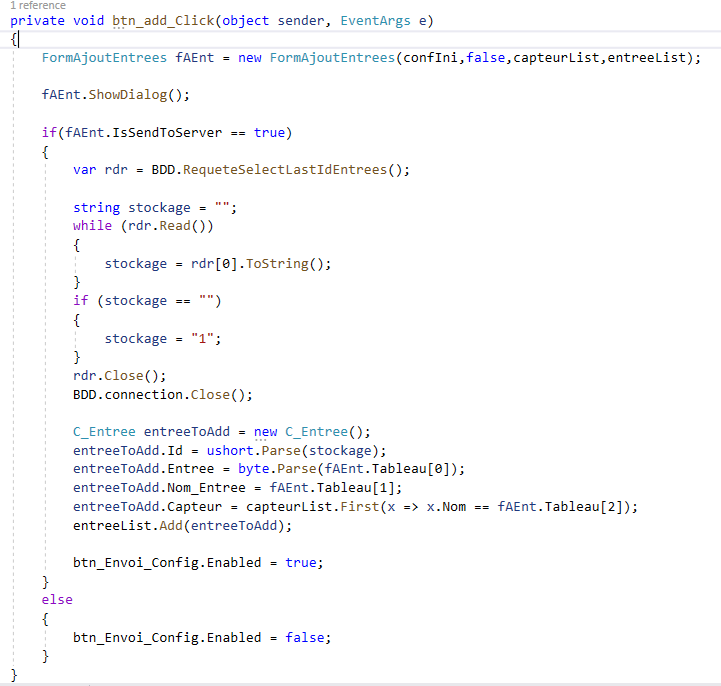 1 reference
private void btn_add_Click(object sender, EventArgs e)
{
FormAjoutEntrees fAEnt = new FormAjoutEntrees(confIni,false,capteurList,entreeList);
fAEnt.ShowDialog();
if(fAEnt.IsSendToServer == true)
{
var rdr = BDD.RequeteSelectLastIdEntrees();
string stockage = "";
while (rdr.Read())
{
stockage = rdr[0].ToString();
}
if (stockage == "")
{
stockage = "1";
}
rdr.Close();
BDD.connection.Close();
C_Entree entreeToAdd = new C_Entree();
entreeToAdd.Id = ushort.Parse(stockage);
entreeToAdd.Entree = byte.Parse(fAEnt.Tableau[0]);
entreeToAdd.Nom_Entree = fAEnt.Tableau[1];
entreeToAdd.Capteur = capteurList.First(x => x.Nom == fAEnt.Tableau[2]);
entreeList.Add(entreeToAdd);
btn_Envoi_Config.Enabled = true;
}
else
{
btn_Envoi_Config.Enabled = false;
}
}